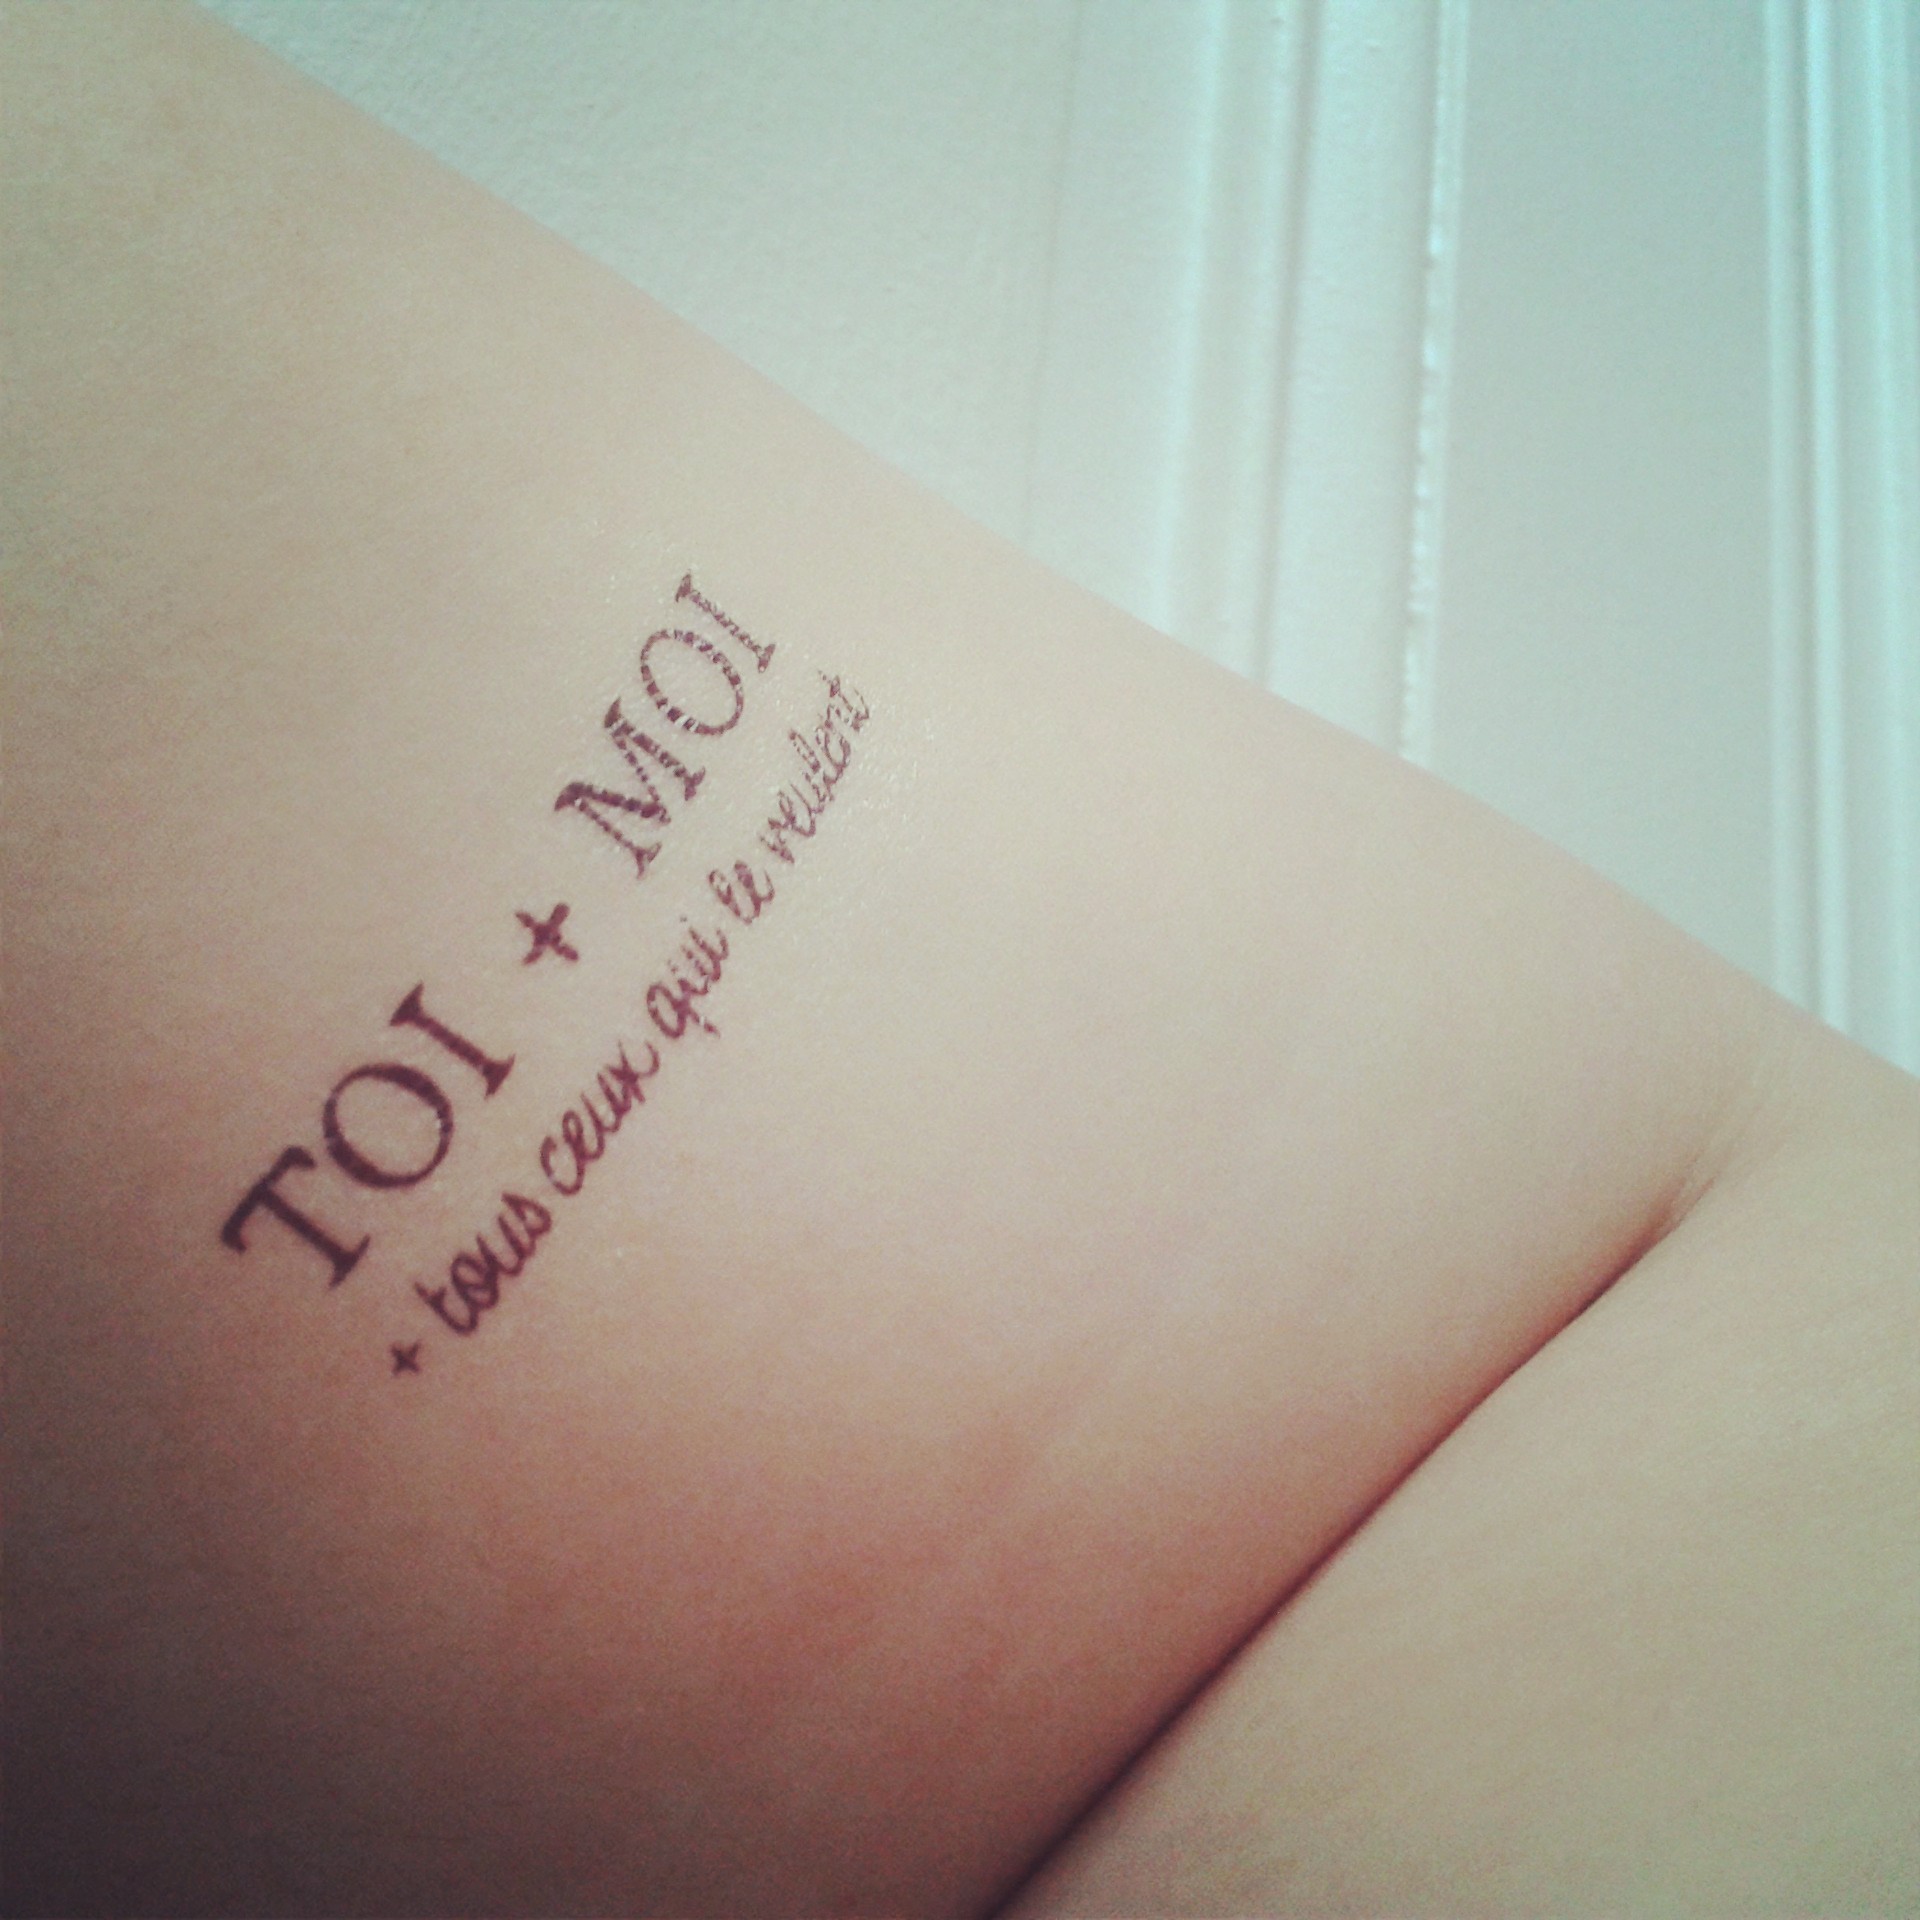 TOI + MOI
+ tous ceux qui le veulent